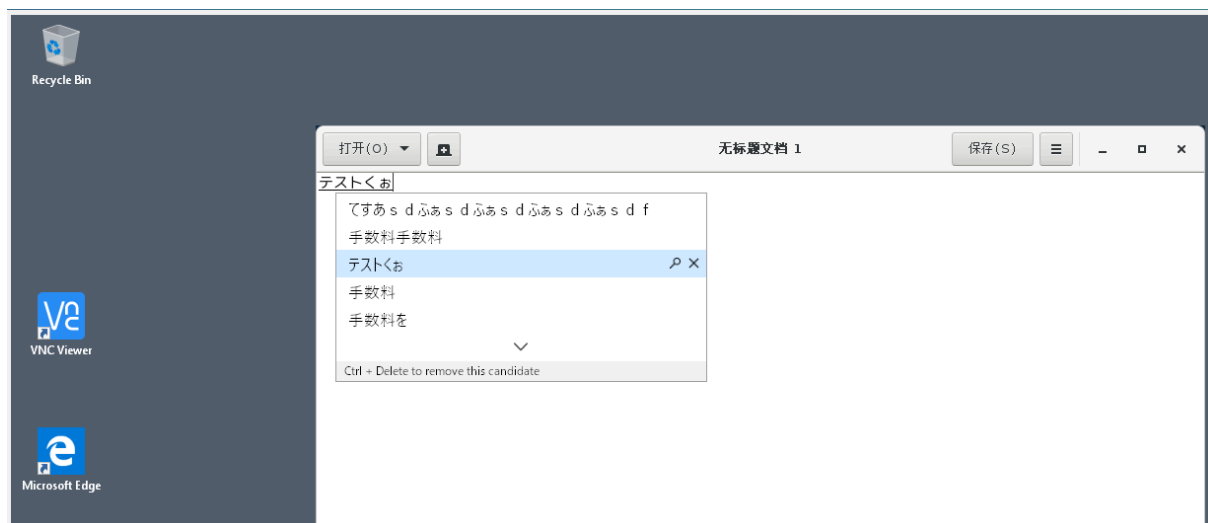 Recycle Bin
打开(O)
无标题文档 1
保存(S)
テストくぉ
てすあｓｄふぁｓｄふぁｓｄふぁｓｄふぁｓｄｆ
手数料手数料
テストくぉ
手数料
手数料を
Ctrl + Delete to remove this candidate
VNC Viewer
Microsoft Edge